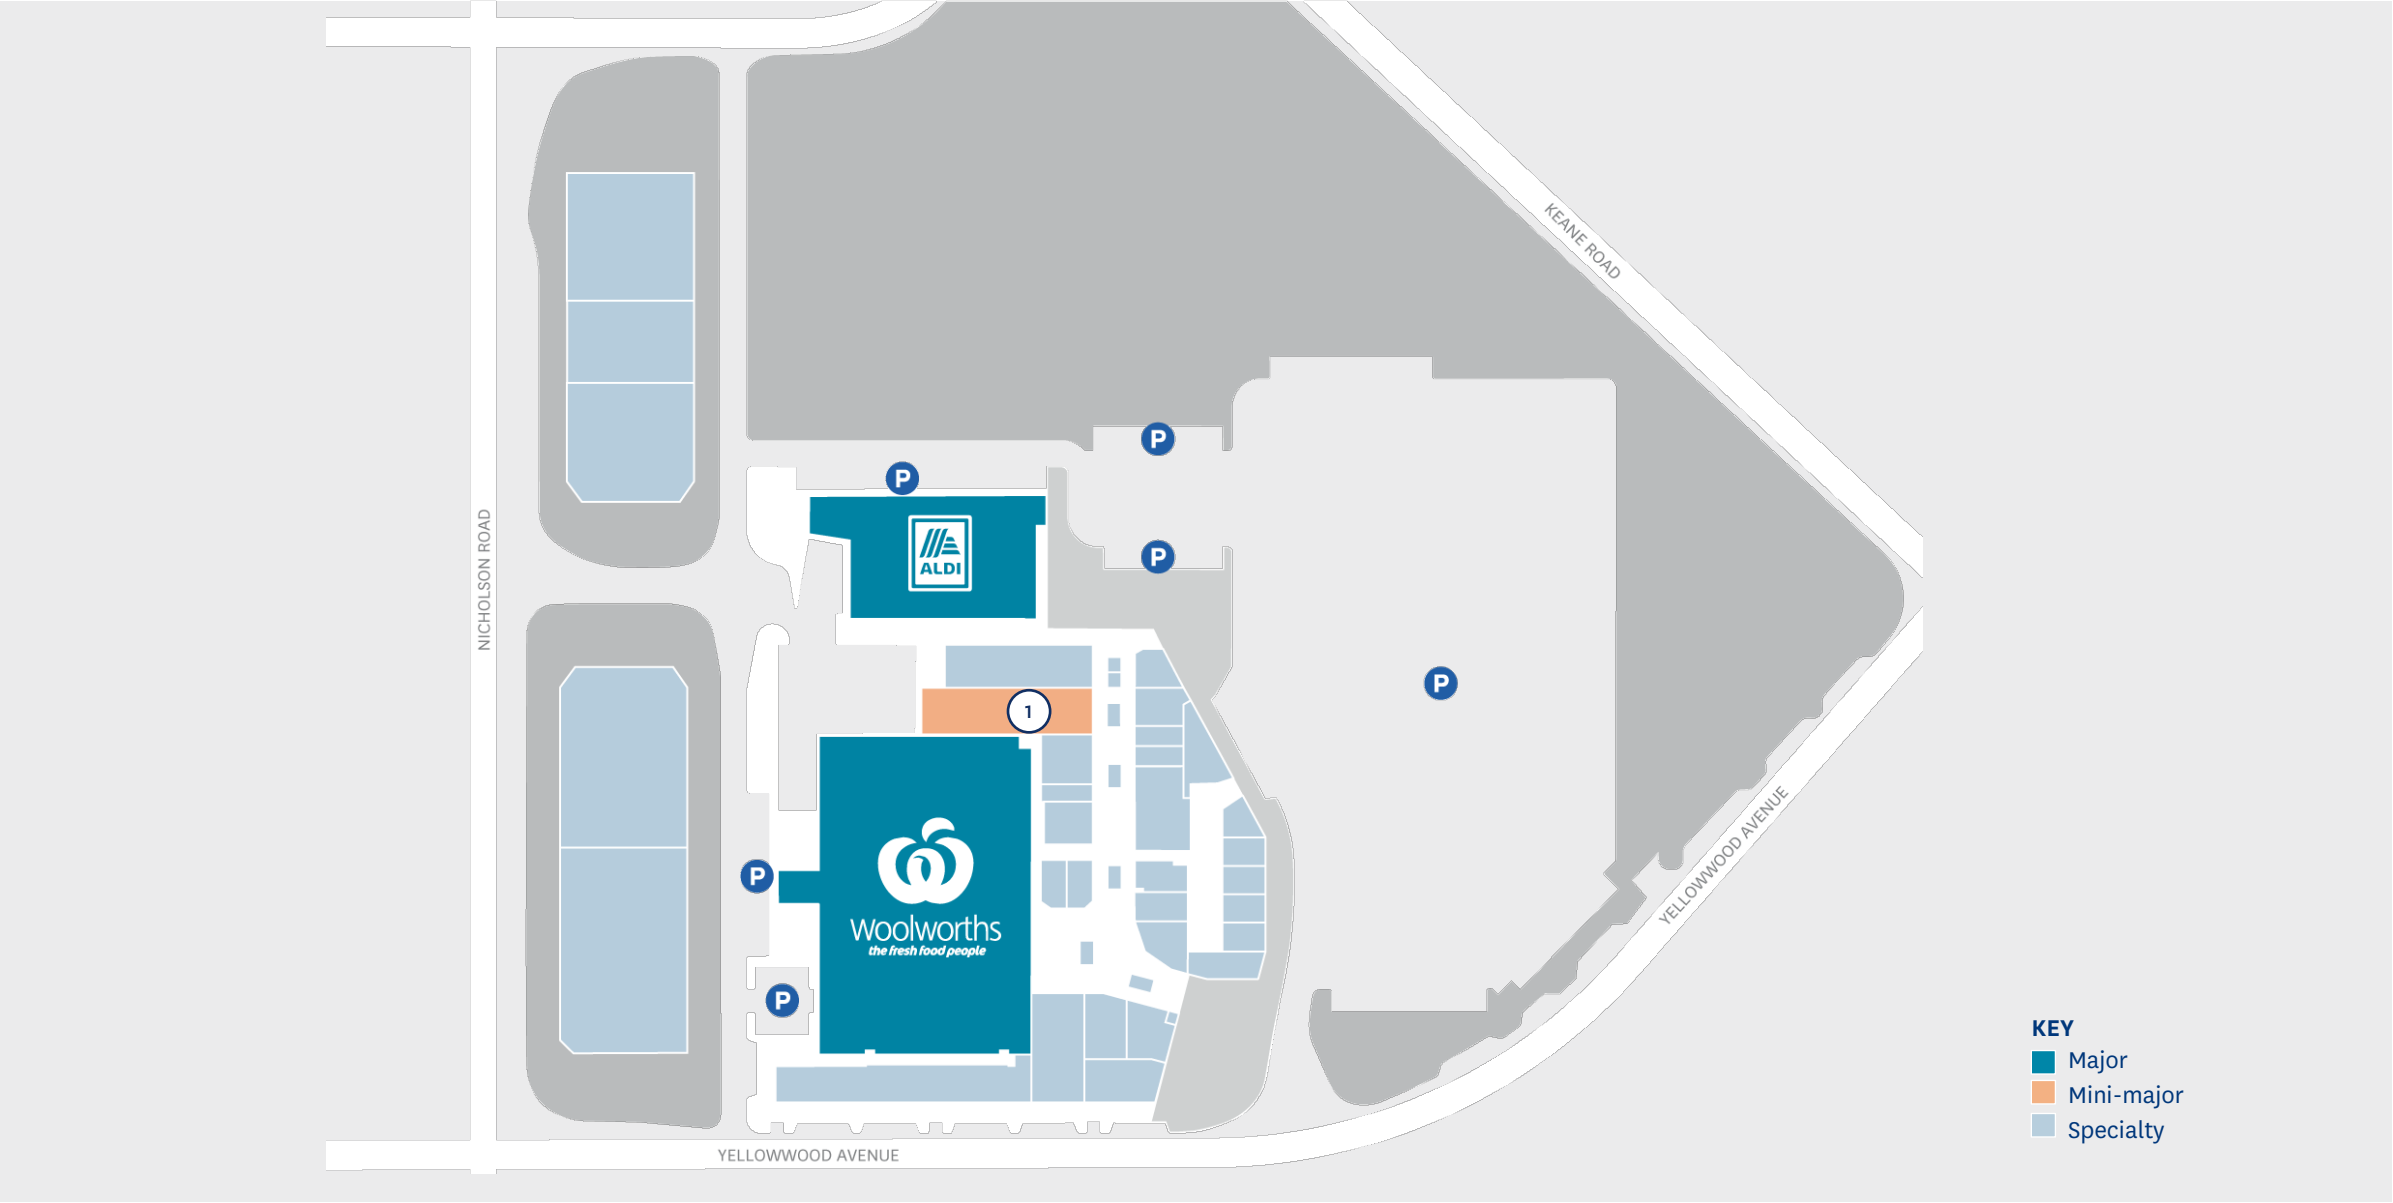 KEANE ROAD
P
P
NICHOLSON ROAD
ALDI
P
P
1
YELLOWWOOD AVENUE
P
Woolworths
the fresh food people
P
KEY
Major
Mini-major
Specialty
YELLOWWOOD AVENUE